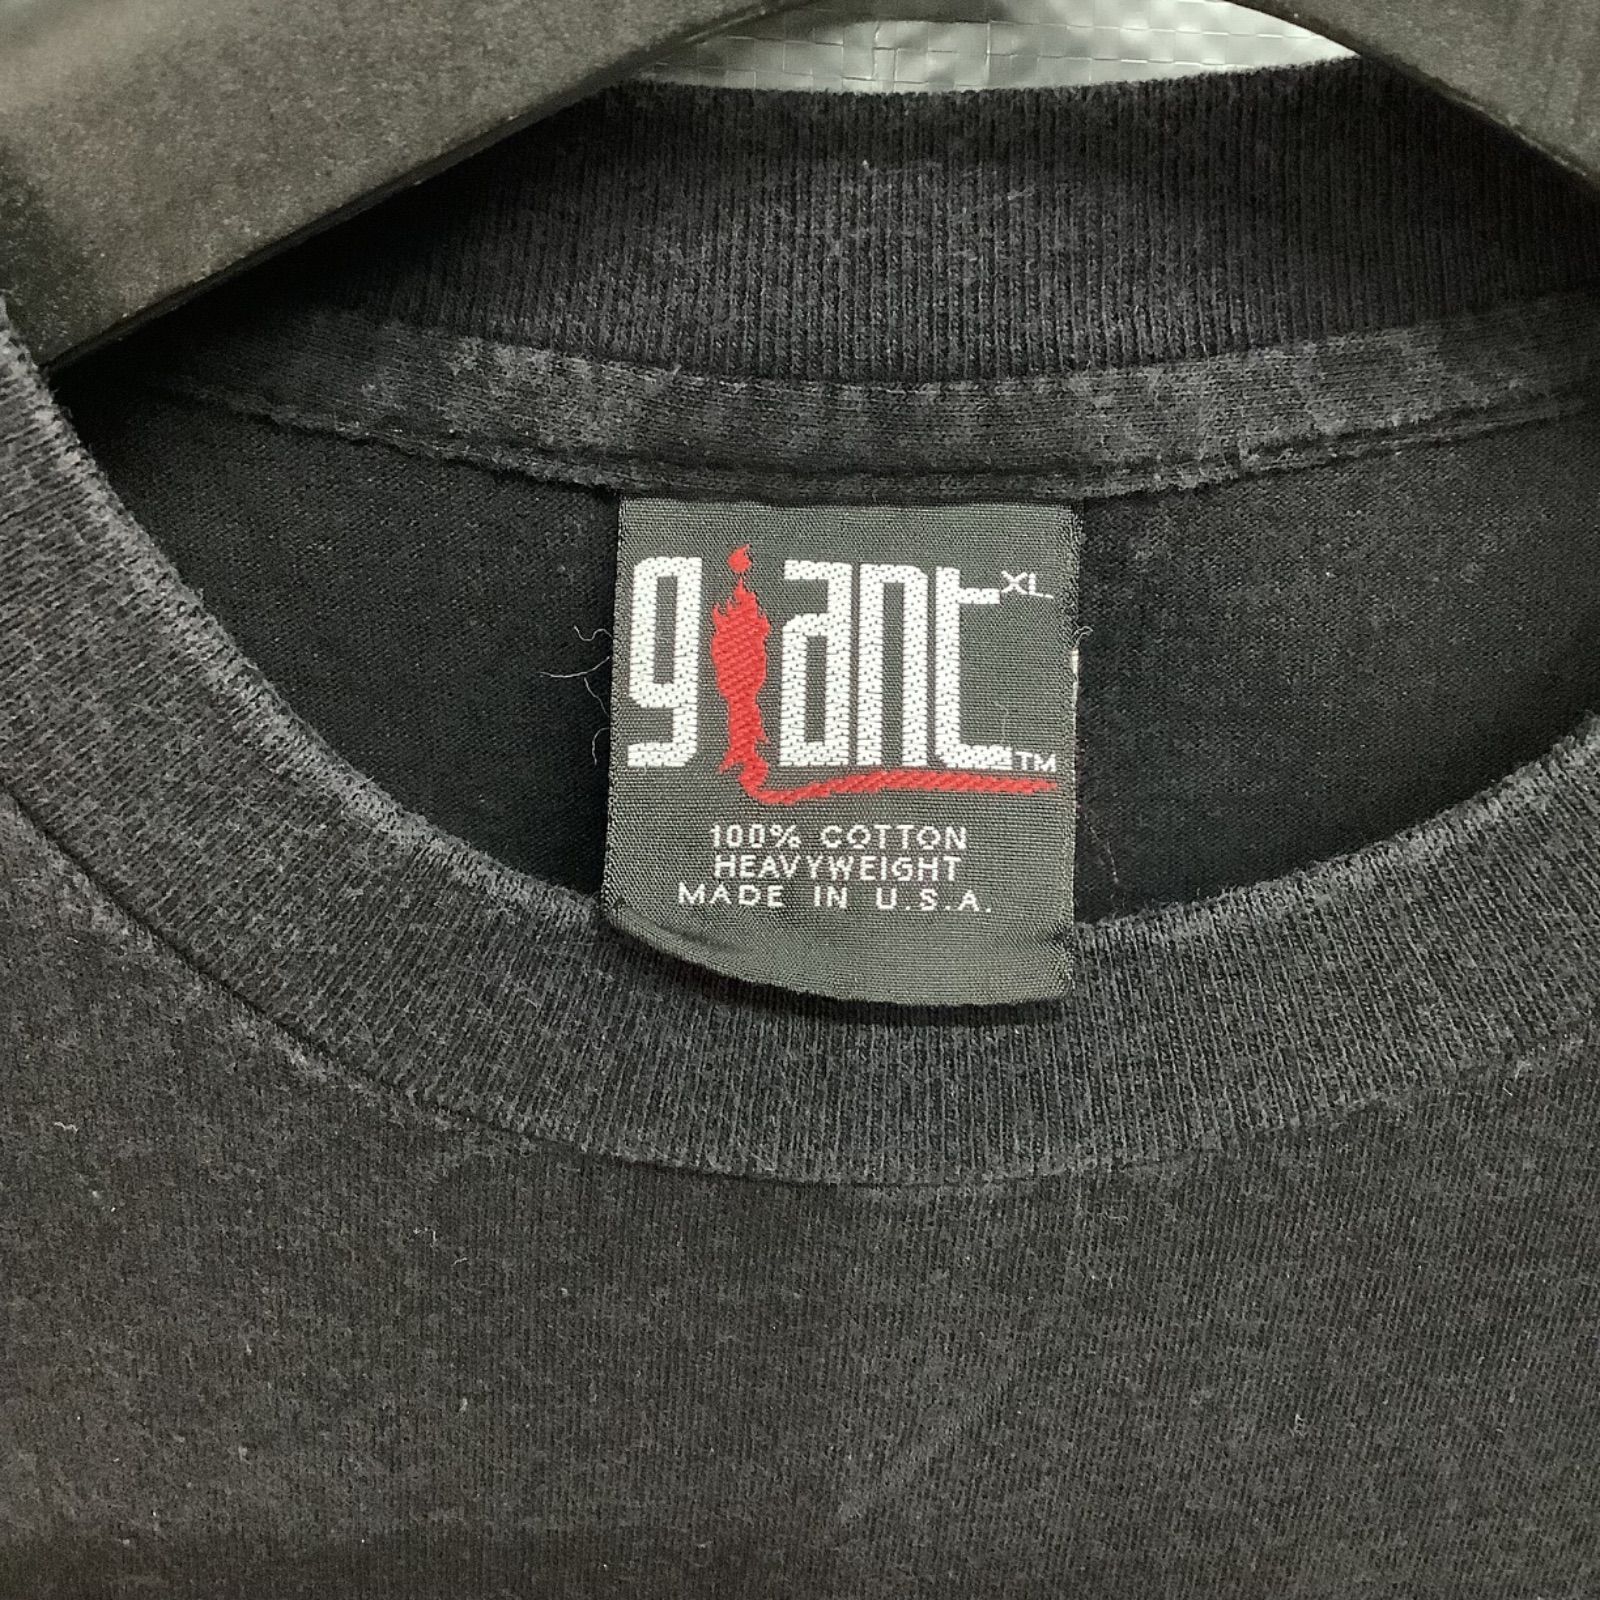 giant XL.
TM
100% COTTON
HEAVYWEIGHT
MADE IN U.S.A.